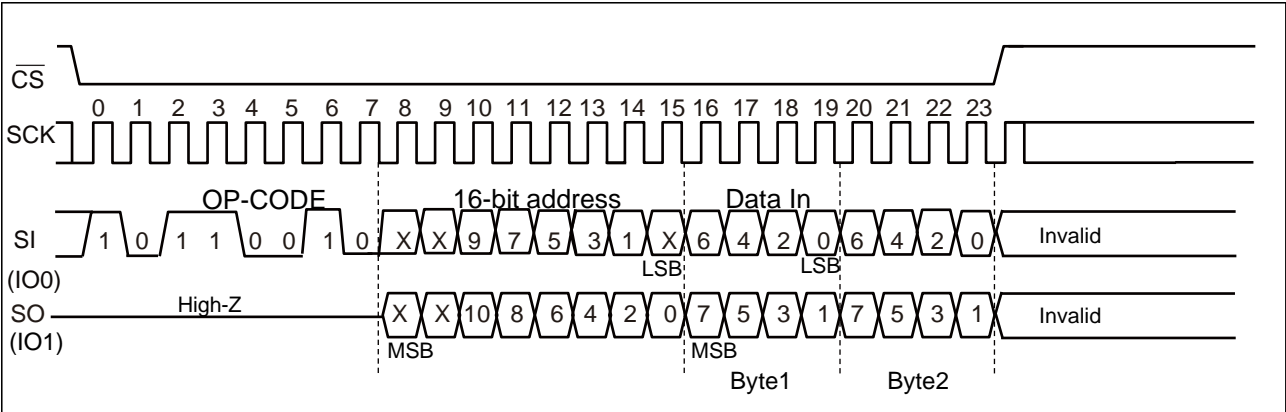 CS
0 1 2 3 4 5 6 7 8 9 10 11 12 13 14 15 16 17 18 19 20 21 22 23
SCK
OP-CODE 16-bit address Data In
SI 1 0 1 1 0 0 1 0 X X 9 7 5 3 1 X 6 4 2 0 6 4 2 0 Invalid
LSB LSB
(IO0)
SO High-Z X X 10 8 6 4 2 0 7 5 3 1 7 5 3 1 Invalid
(IO1)
MSB MSB
Byte1 Byte2